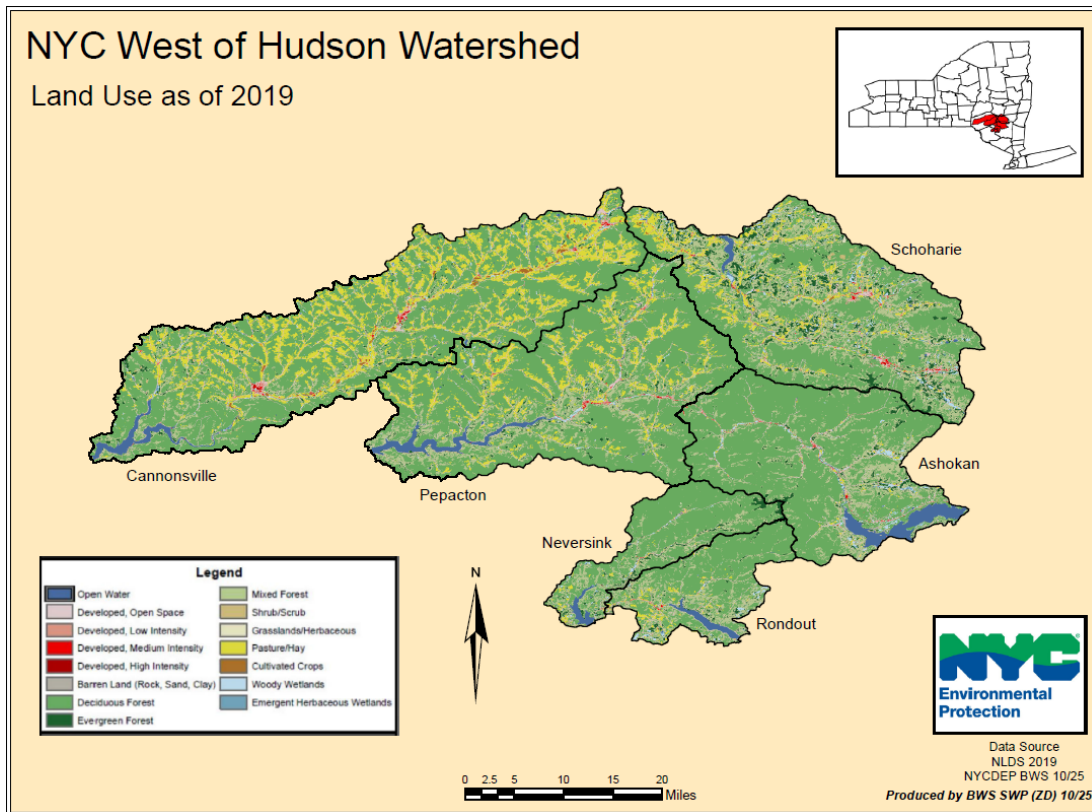 NYC West of Hudson Watershed
Land Use as of 2019
Schoharie
Cannonsville
Pepacton
Ashokan
Neversink
Rondout
Legend
Open Water
Developed, Open Space
Developed, Low Intensity
Developed, Medium Intensity
Developed, High Intensity
Barren Land (Rock, Sand, Clay)
Deciduous Forest
Evergreen Forest
Mixed Forest
Shrub/Scrub
Grasslands/Herbaceous
Pasture/Hay
Cultivated Crops
Woody Wetlands
Emergent Herbaceous Wetlands
N
0 2.5 5 10 15 20
Miles
NYC
Environmental
Protection
Data Source
NLDS 2019
NYCDEP BWS 10/25
Produced by BWS SWP (ZD) 10/25